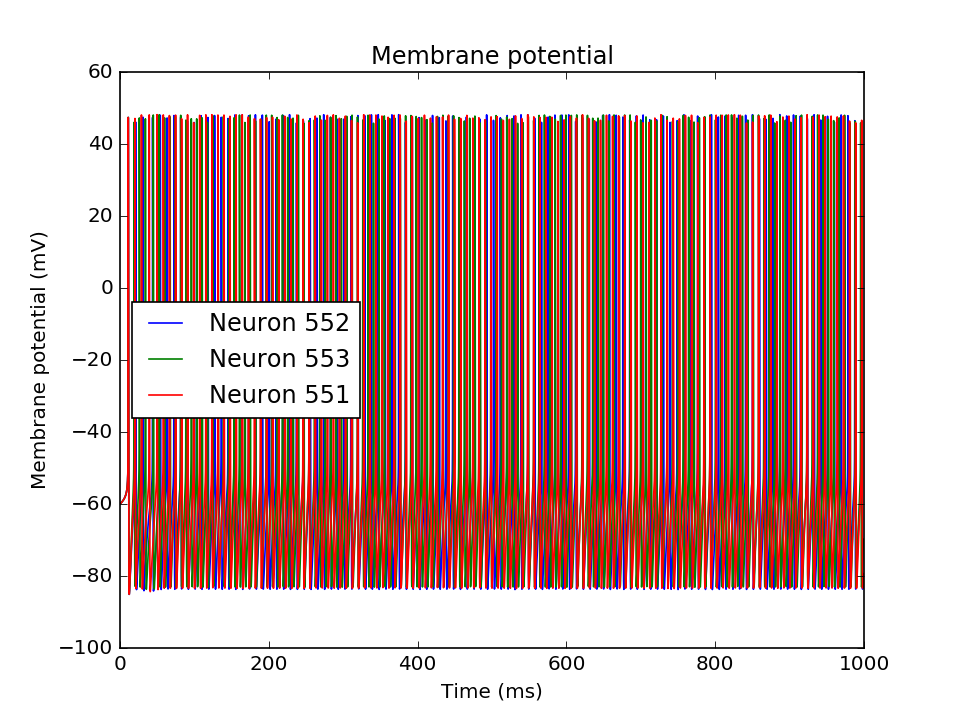 Membrane potential
60
40
20
0
−20
−40
−60
−80
−100
Membrane potential (mV)
Neuron 552
Neuron 553
Neuron 551
0 200 400 600 800 1000
Time (ms)